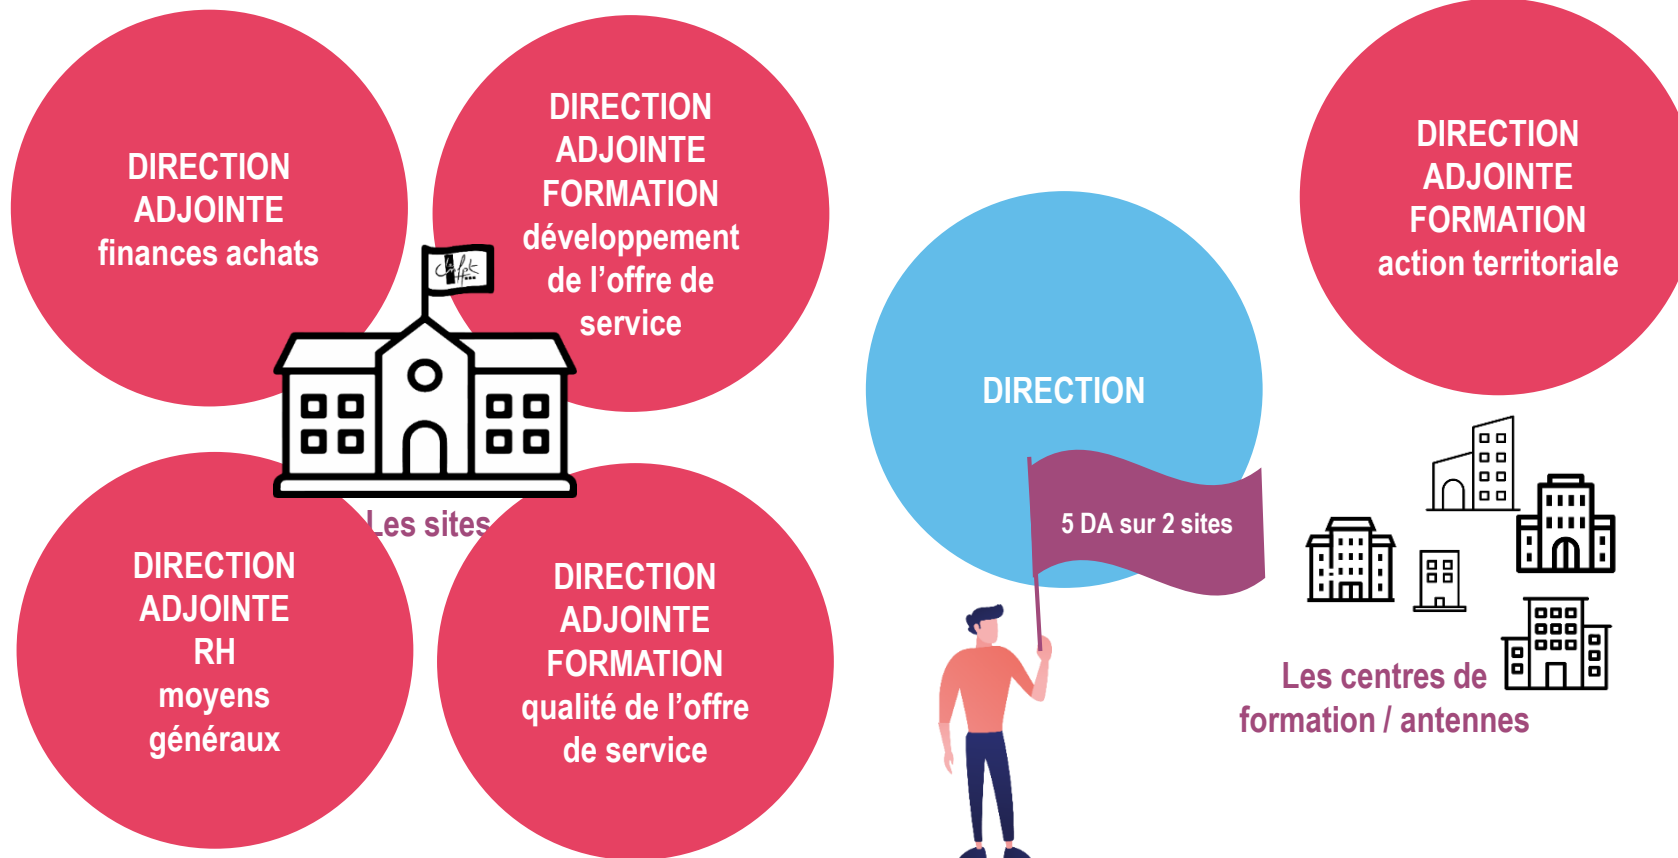 DIRECTION
ADJOINTE
finances achats
DIRECTION
ADJOINTE
FORMATION
développement
de l’offre de
service
cnfpt
Les sites
DIRECTION
ADJOINTE
RH
moyens
généraux
DIRECTION
ADJOINTE
FORMATION
qualité de l’offre
de service
DIRECTION
5 DA sur 2 sites
DIRECTION
ADJOINTE
FORMATION
action territoriale
Les centres de
formation / antennes